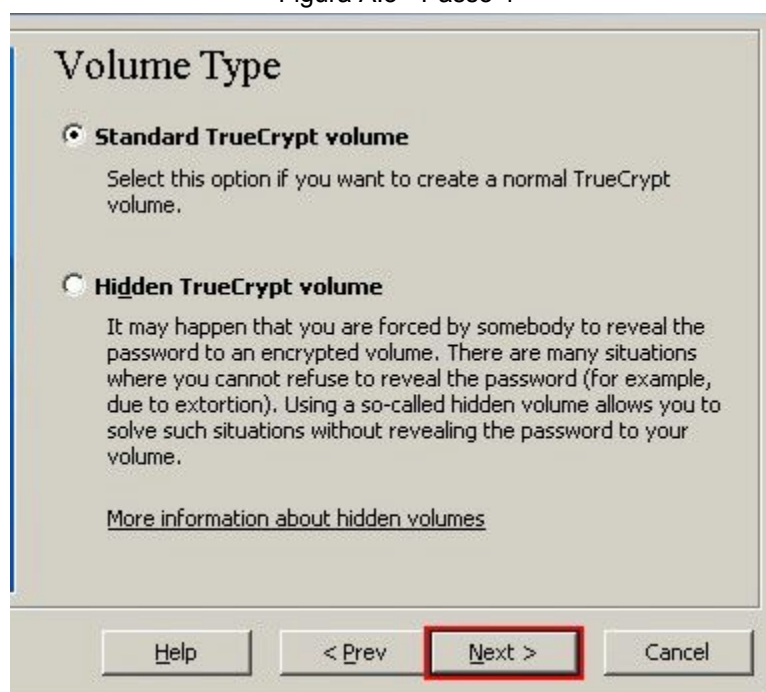 Volume Type
Standard TrueCrypt volume
Select this option if you want to create a normal TrueCrypt
volume.
Hidden TrueCrypt volume
It may happen that you are forced by somebody to reveal the
password to an encrypted volume. There are many situations
where you cannot refuse to reveal the password (for example,
due to extortion). Using a so-called hidden volume allows you to
solve such situations without revealing the password to your
volume.
More information about hidden volumes
Help
< Prev
Next >
Cancel